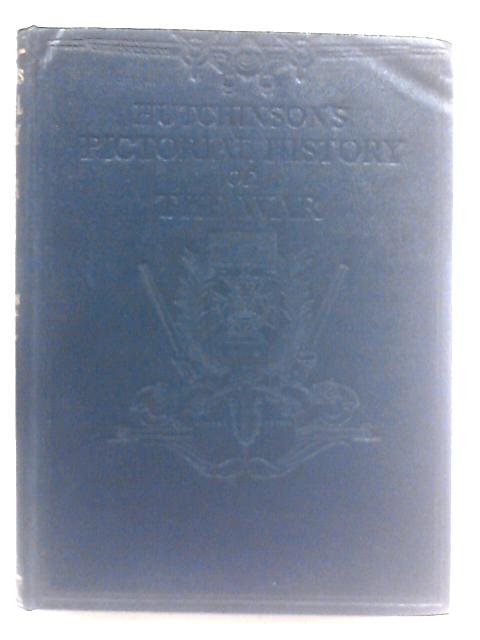 HUTCHINSON'S
PICTORIAL HISTORY
OF
THE WAR